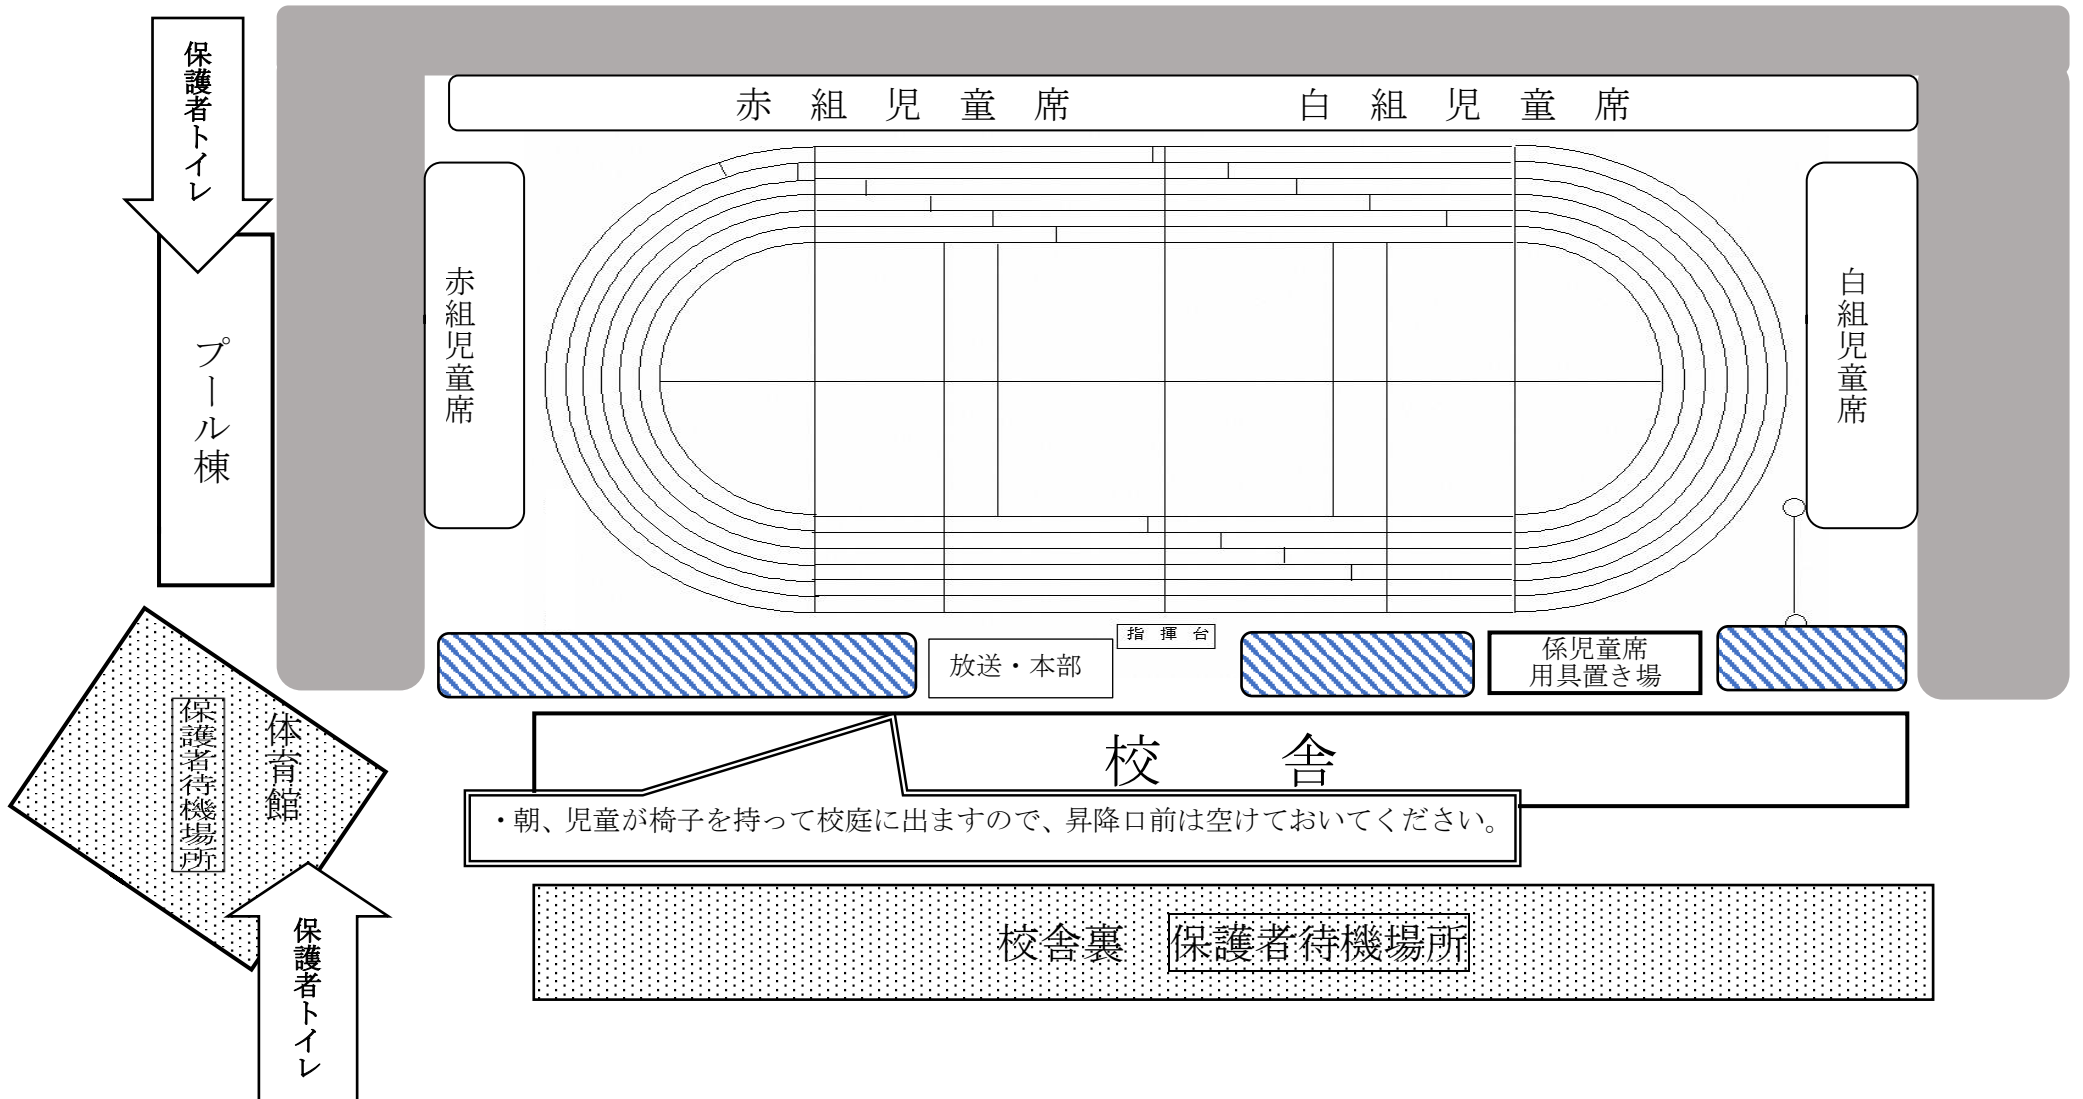 保護者トイレ
赤組児童席　白組児童席
赤組児童席
白組児童席
プール棟
指揮台
放送・本部
係児童席
用具置き場
体育館
保護者待機場所
校舎
・朝、児童が椅子を持って校庭に出ますので、昇降口前は空けておいてください。
校舎裏　保護者待機場所
保護者トイレ